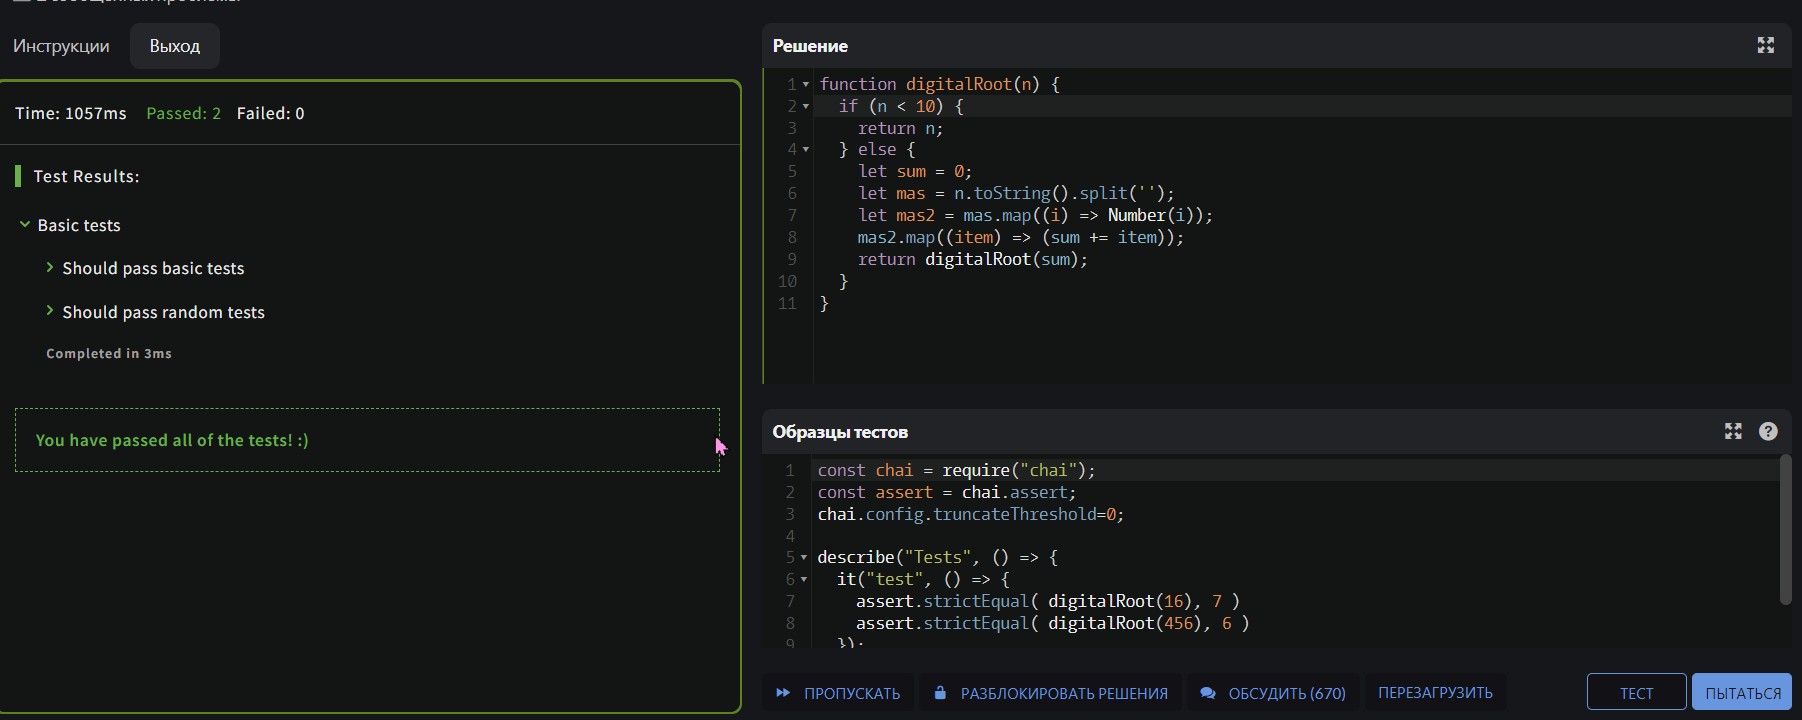 Инструкции
Выход
Time: 1057ms Passed: 2 Failed: 0
Test Results:
Basic tests
Should pass basic tests
Should pass random tests
Completed in 3ms
You have passed all of the tests! :)
Решение
1 function digitalRoot(n) {
2   if (n < 10) {
3     return n;
4   } else {
5     let sum = 0;
6     let mas = n.toString().split('');
7     let mas2 = mas.map((i) => Number(i));
8     mas2.map((item) => (sum += item));
9     return digitalRoot(sum);
10   }
11 }
Образцы тестов
1 const chai = require("chai");
2 const assert = chai.assert;
3 chai.config.truncateThreshold=0;
4
5 describe("Tests", () => {
6   it("test", () => {
7     assert.strictEqual( digitalRoot(16), 7 )
8     assert.strictEqual( digitalRoot(456), 6 )
9   });
ПРОПУСКАТЬ
РАЗБЛОКИРОВАТЬ РЕШЕНИЯ
ОБСУДИТЬ (670)
ПЕРЕЗАГРУЗИТЬ
ТЕСТ
ПЫТАТЬСЯ